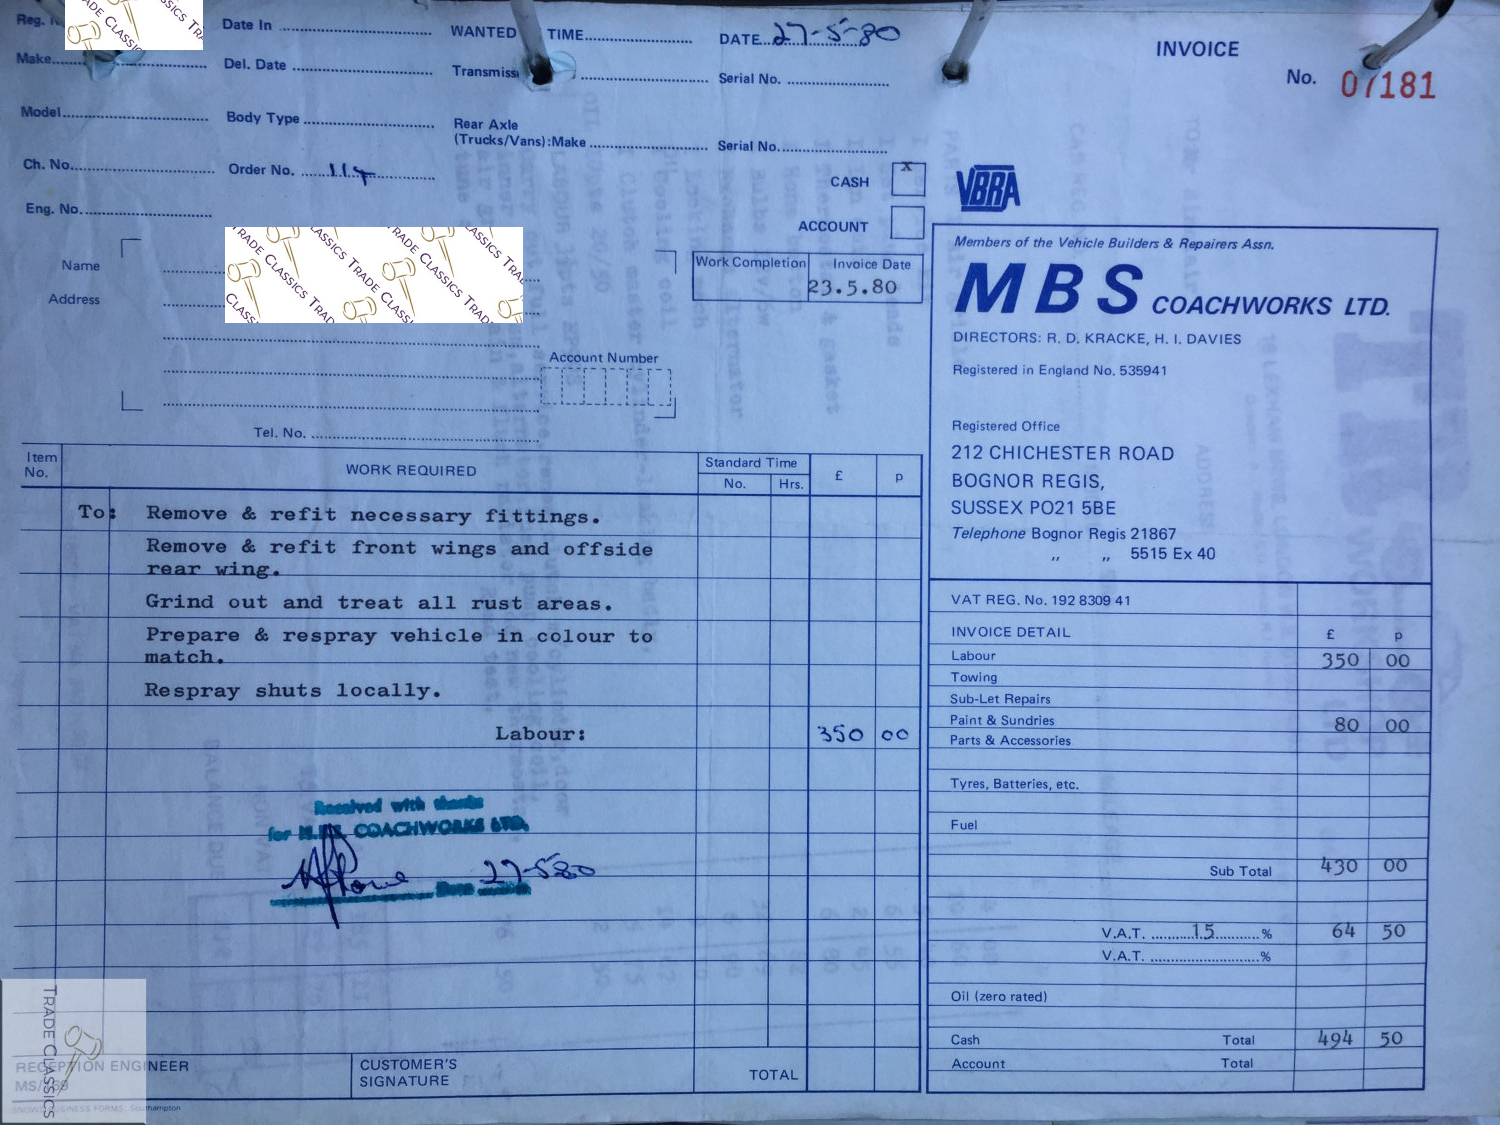 Reg.
Date In
WANTED TIME
DATE 27-5-80
INVOICE
Make
Del. Date
Serial No.
No. 07181
Model
Body Type
Rear Axle
(Trucks/Vans): Make
Serial No.
Ch. No.
Order No.
CASH x
VBRA
Eng. No.
ACCOUNT
Members of the Vehicle Builders & Repairers Assn.
Name
Work Completion
Invoice Date
23.5.80
Address
MBS COACHWORKS LTD.
DIRECTORS: R. D. KRACKE, H. I. DAVIES
Account Number
Registered in England No. 535941
Tel. No.
Registered Office
212 CHICHESTER ROAD
BOGNOR REGIS,
SUSSEX PO21 5BE
Telephone Bognor Regis 21867
" " 5515 Ex 40
Item No.
WORK REQUIRED
Standard Time
No. Hrs.
£ p
To: Remove & refit necessary fittings.
Remove & refit front wings and offside
rear wing.
Grind out and treat all rust areas.
Prepare & respray vehicle in colour to
match.
Respray shuts locally.
Labour: 350 00
Received with thanks
for M.B.S. COACHWORKS LTD.
Date 27-5-80
RECEPTION ENGINEER
CUSTOMER'S
SIGNATURE
TOTAL
VAT REG. No. 192 8309 41
INVOICE DETAIL £ p
Labour 350 00
Towing
Sub-Let Repairs
Paint & Sundries 80 00
Parts & Accessories
Tyres, Batteries, etc.
Fuel
Sub Total 430 00
V.A.T. 15 % 64 50
V.A.T. %
Oil (zero rated)
Cash Total 494 50
Account Total
TRADE CLASSICS